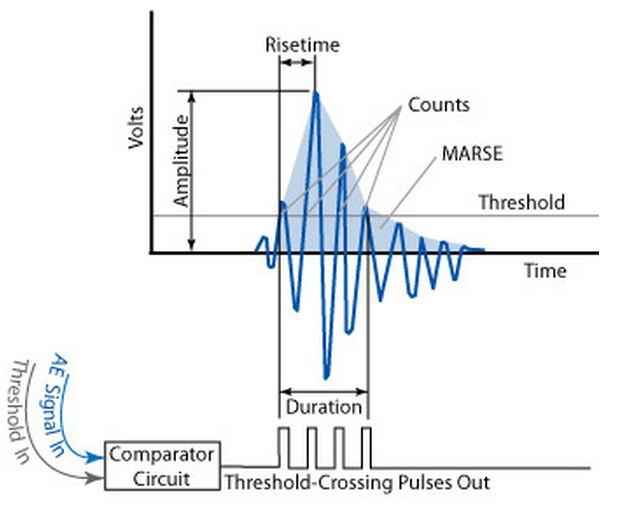 Risetime
Counts
Volts
Amplitude
MARSE
Threshold
Time
Duration
AE Signal In
Threshold In
Comparator
Circuit
Threshold-Crossing Pulses Out